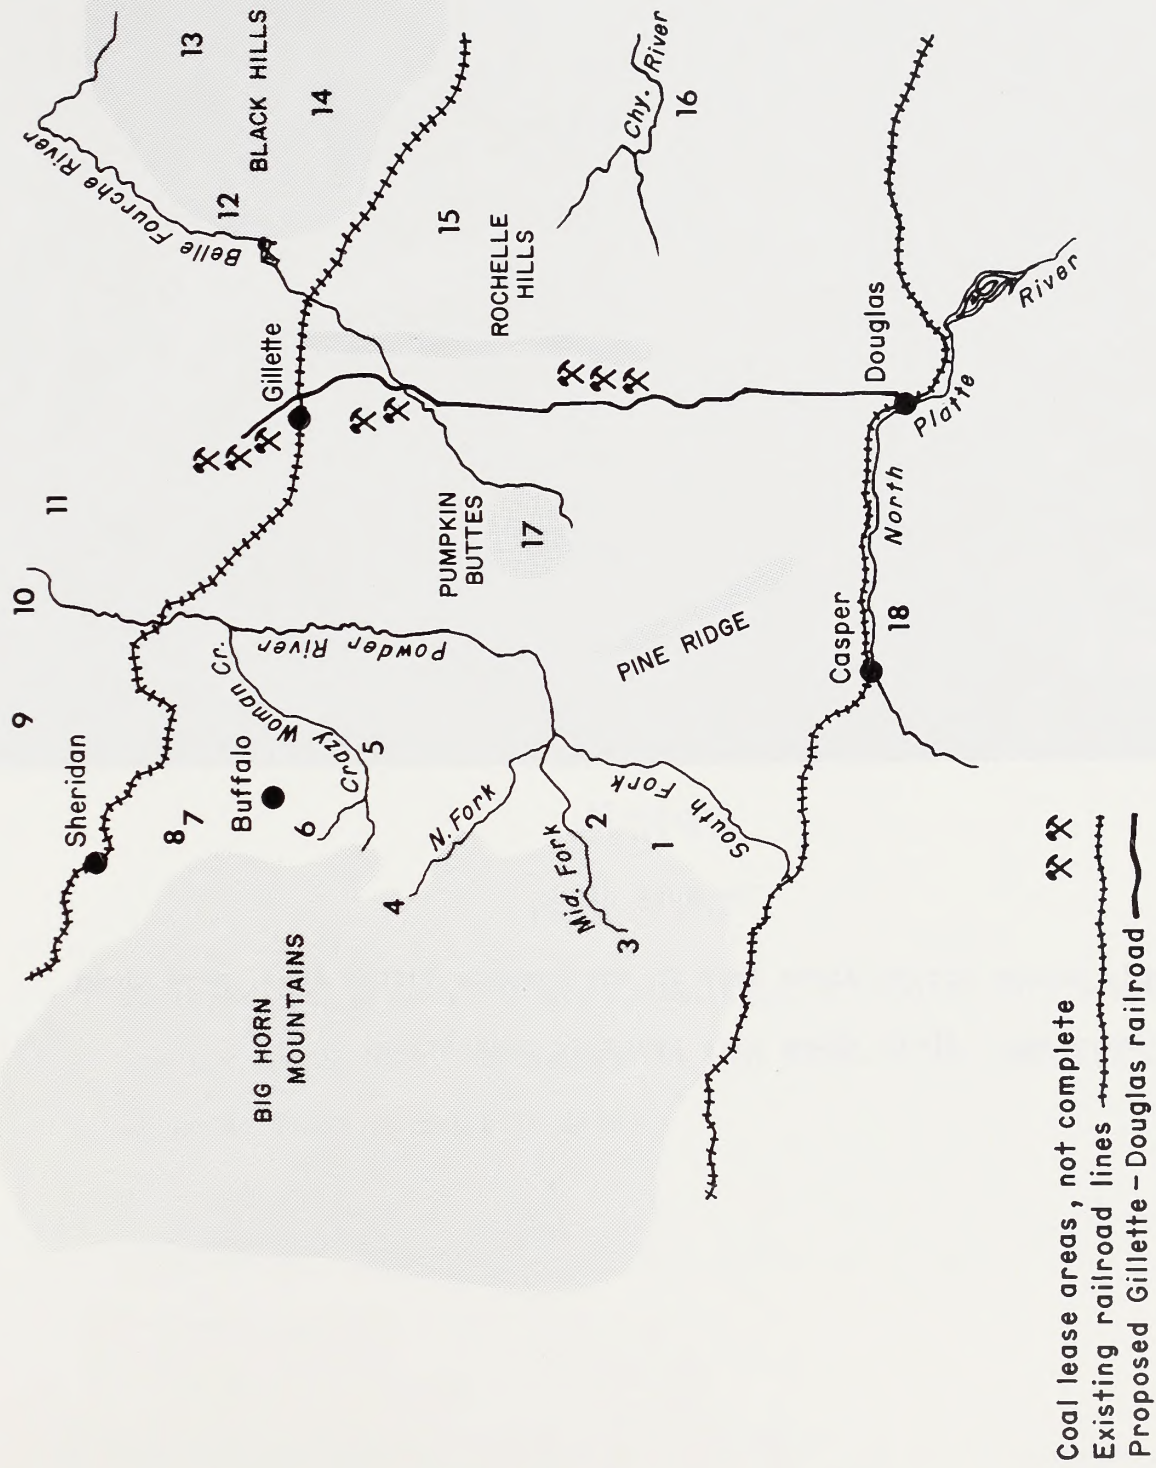 BIG HORN
MOUNTAINS
Sheridan
Buffalo
9
10
11
8
7
6
5
4
3
2
1
N. Fork
Mid. Fork
South Fork
Crazy Woman Cr.
Powder River
Gillette
Belle Fourche River
12
13
BLACK HILLS
14
15
ROCHELLE
HILLS
Chy. River
16
PUMPKIN
BUTTES
17
PINE RIDGE
Casper
18
North Platte River
Douglas
Coal lease areas, not complete
Existing railroad lines
Proposed Gillette – Douglas railroad